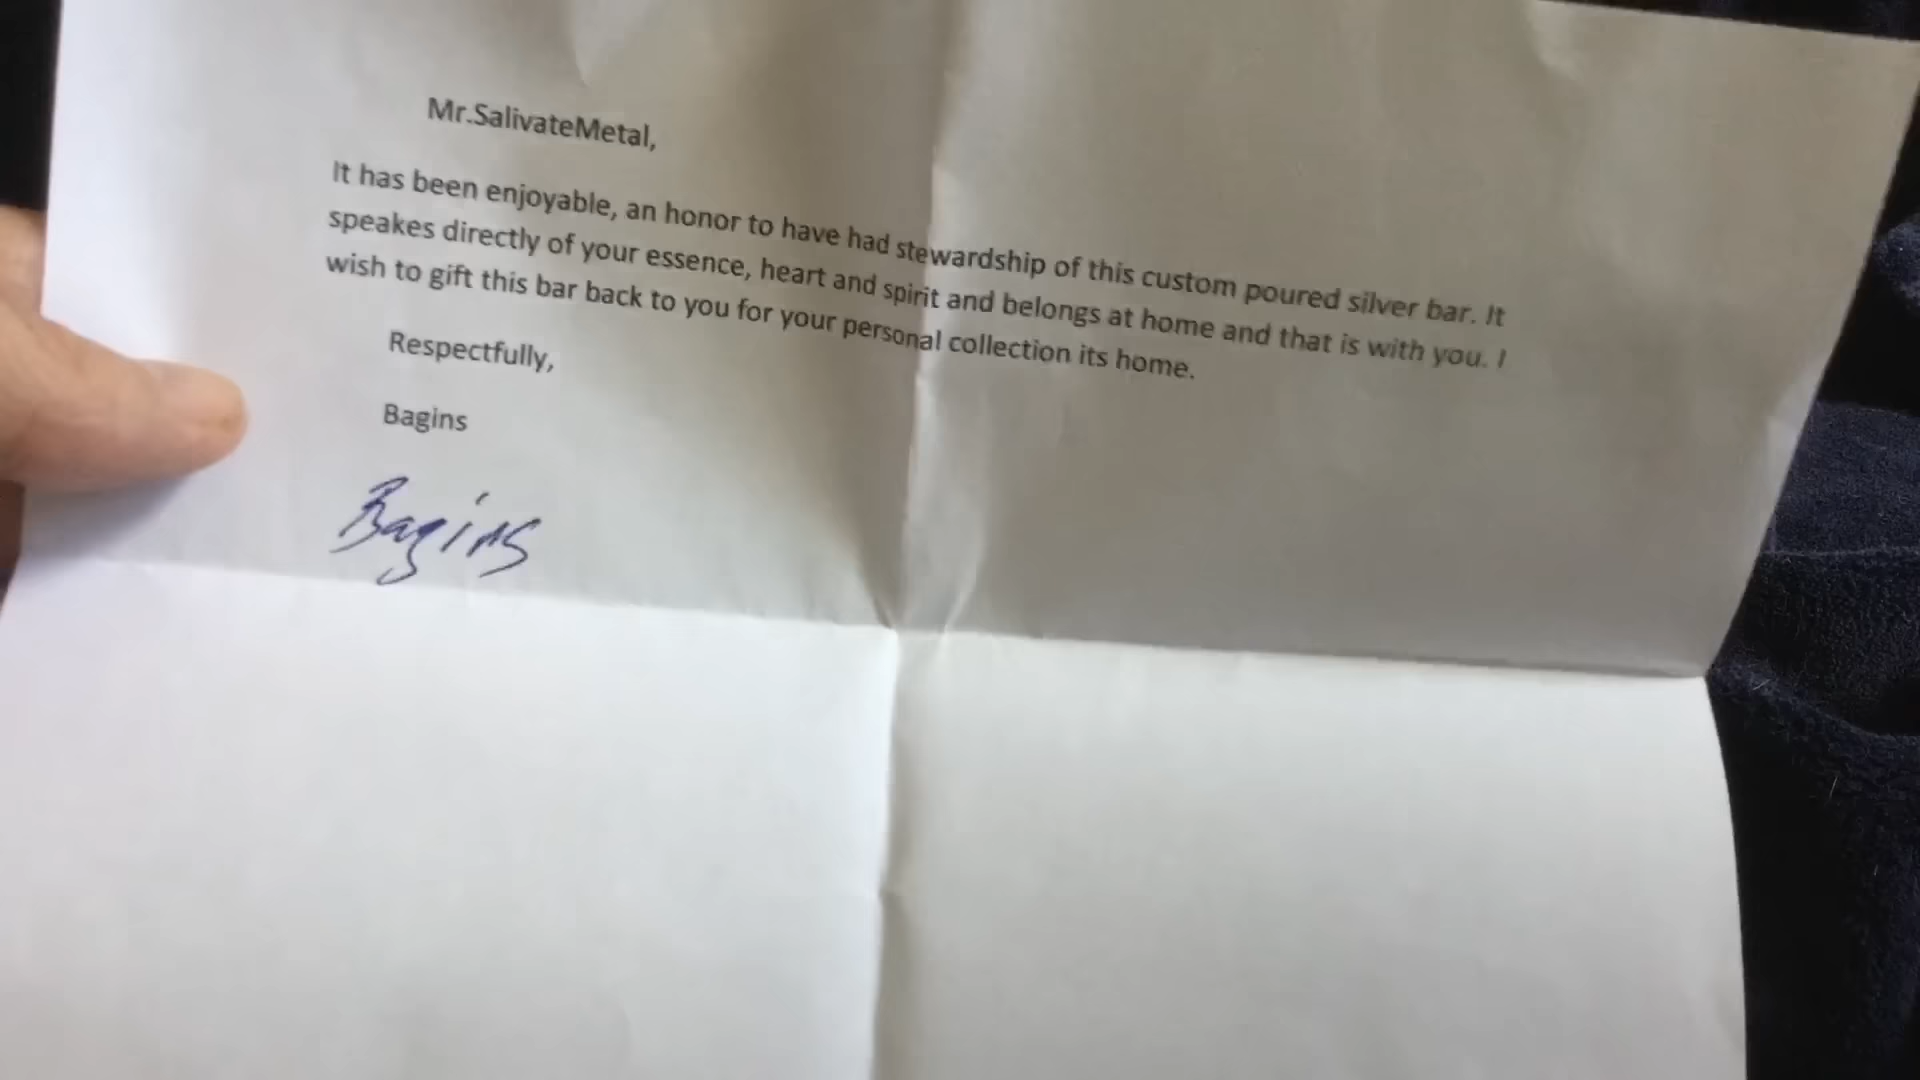 Mr.SalivateMetal,
It has been enjoyable, an honor to have had stewardship of this custom poured silver bar. It
speakes directly of your essence, heart and spirit and belongs at home and that is with you. I
wish to gift this bar back to you for your personal collection its home.
Respectfully,
Bagins
Bagins